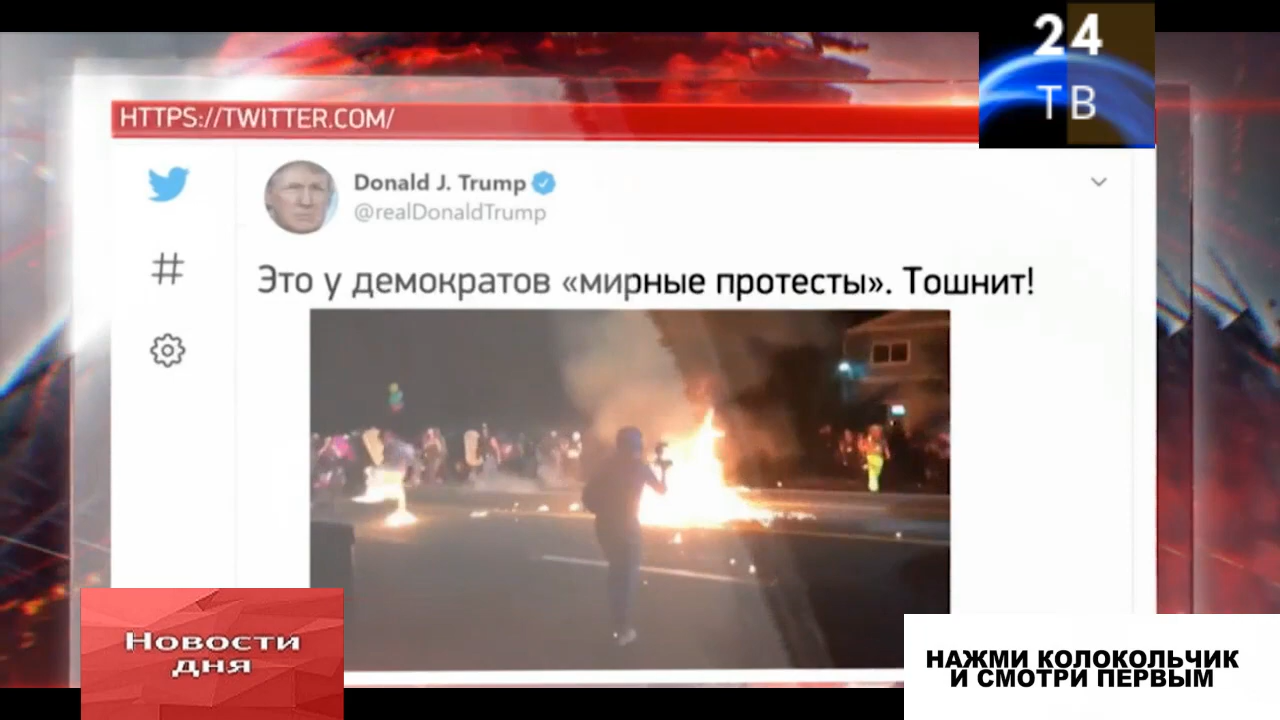 24
ТВ
HTTPS://TWITTER.COM/
Donald J. Trump
@realDonaldTrump
Это у демократов «мирные протесты». Тошнит!
Новости
дня
НАЖМИ КОЛОКОЛЬЧИК
И СМОТРИ ПЕРВЫМ